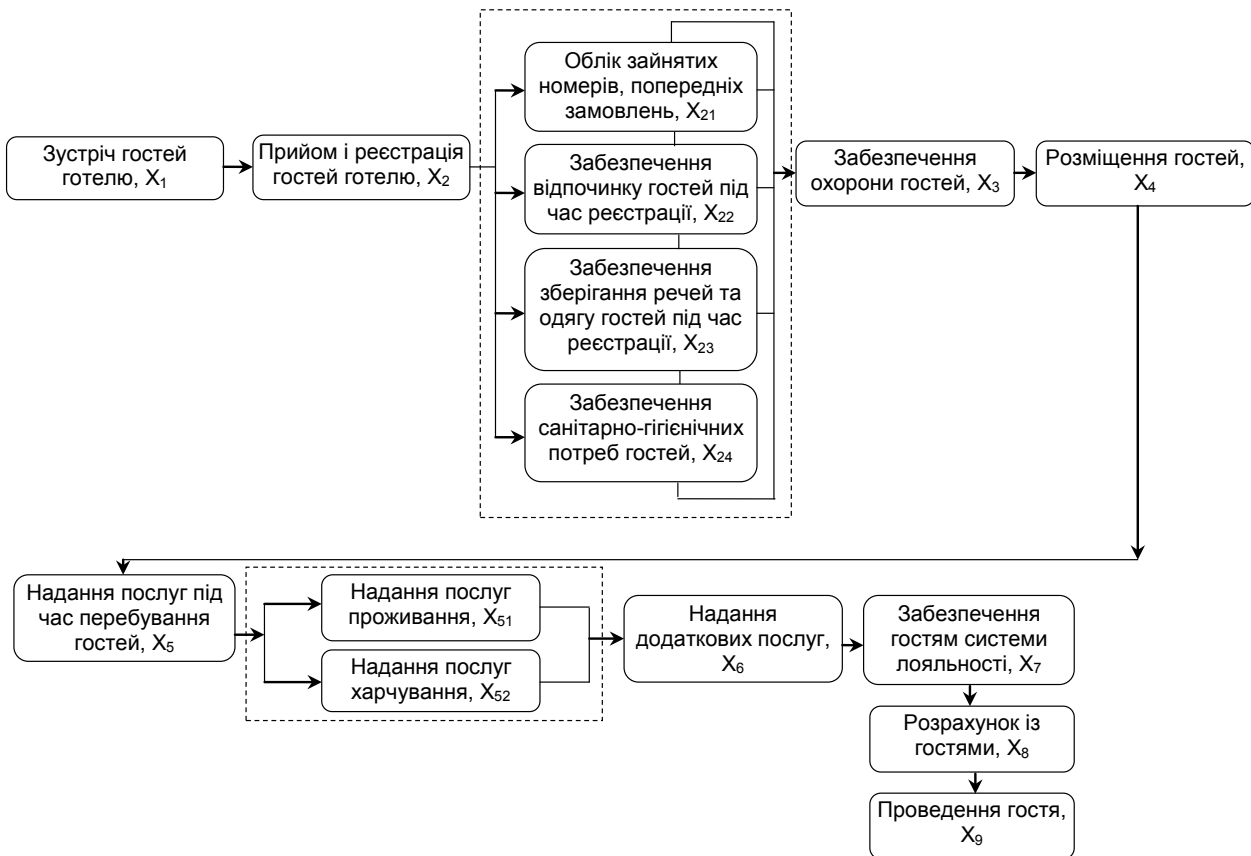 Зустріч гостей
готелю, X₁
Прийом і реєстрація
гостей готелю, X₂
Облік зайнятих
номерів, попередніх
замовлень, X₂₁
Забезпечення
відпочинку гостей під
час реєстрації, X₂₂
Забезпечення
зберігання речей та
одягу гостей під час
реєстрації, X₂₃
Забезпечення
санітарно-гігієнічних
потреб гостей, X₂₄
Забезпечення
охорони гостей, X₃
Розміщення гостей,
X₄
Надання послуг під
час перебування
гостей, X₅
Надання послуг
проживання, X₅₁
Надання послуг
харчування, X₅₂
Надання
додаткових послуг,
X₆
Забезпечення
гостям системи
лояльності, X₇
Розрахунок із
гостями, X₈
Проведення гостя,
X₉